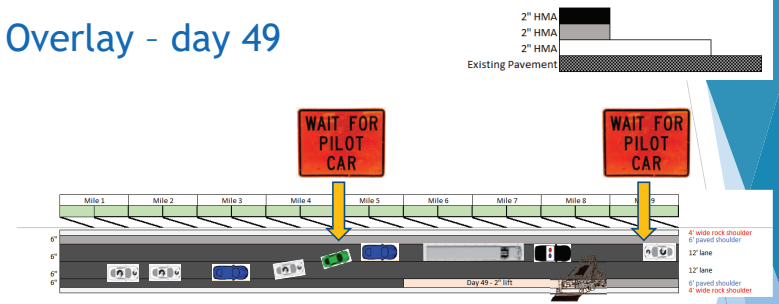 Overlay – day 49
2" HMA
2" HMA
2" HMA
Existing Pavement
WAIT FOR
PILOT
CAR
WAIT FOR
PILOT
CAR
Mile 1 Mile 2 Mile 3 Mile 4 Mile 5 Mile 6 Mile 7 Mile 8 9
4' wide rock shoulder
6' paved shoulder
12' lane
12' lane
6' paved shoulder
4' wide rock shoulder
6"
6"
6"
6"
Day 49 - 2" lift